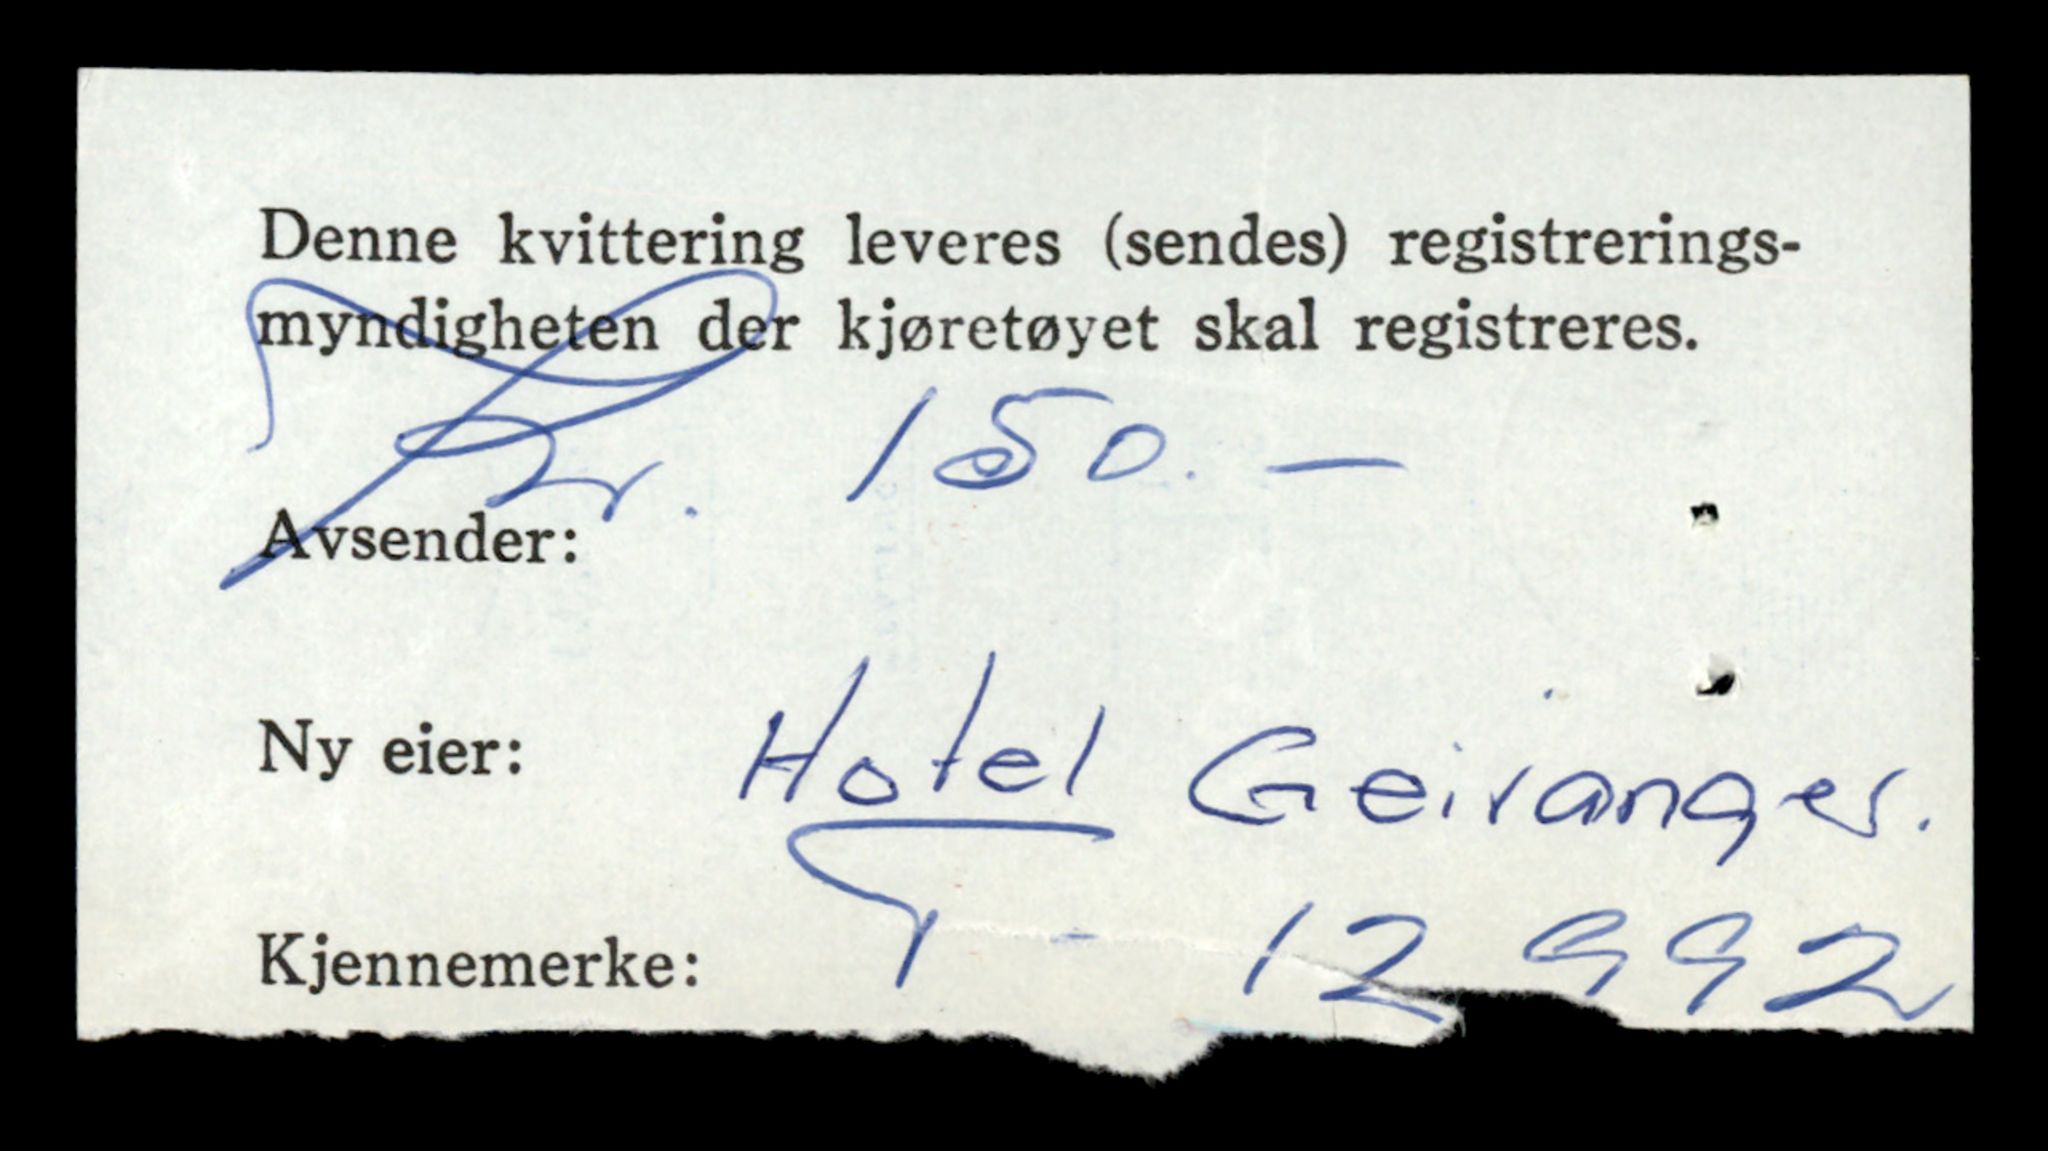 Denne kvittering leveres (sendes) registrerings-
myndigheten der kjøretøyet skal registreres.
Kr. 150. —
Avsender:
Ny eier: Hotel Geiranger.
Kjennemerke: T - 12992